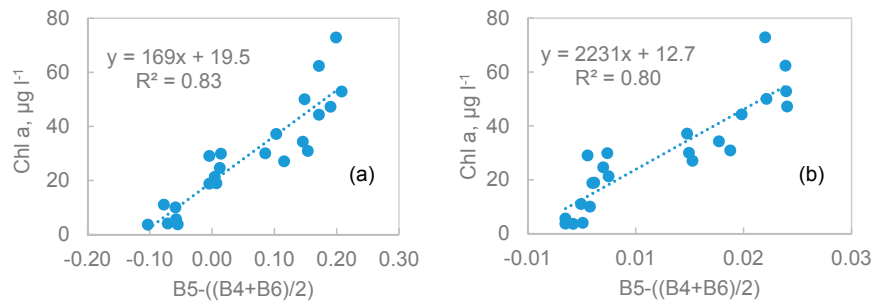 80
60
40
20
0
Chl a, µg l-1
y = 169x + 19.5
R² = 0.83
(a)
-0.20 -0.10 0.00 0.10 0.20 0.30
B5-((B4+B6)/2)
80
60
40
20
0
Chl a, µg l-1
y = 2231x + 12.7
R² = 0.80
(b)
-0.01 0.01 0.02 0.03
B5-((B4+B6)/2)